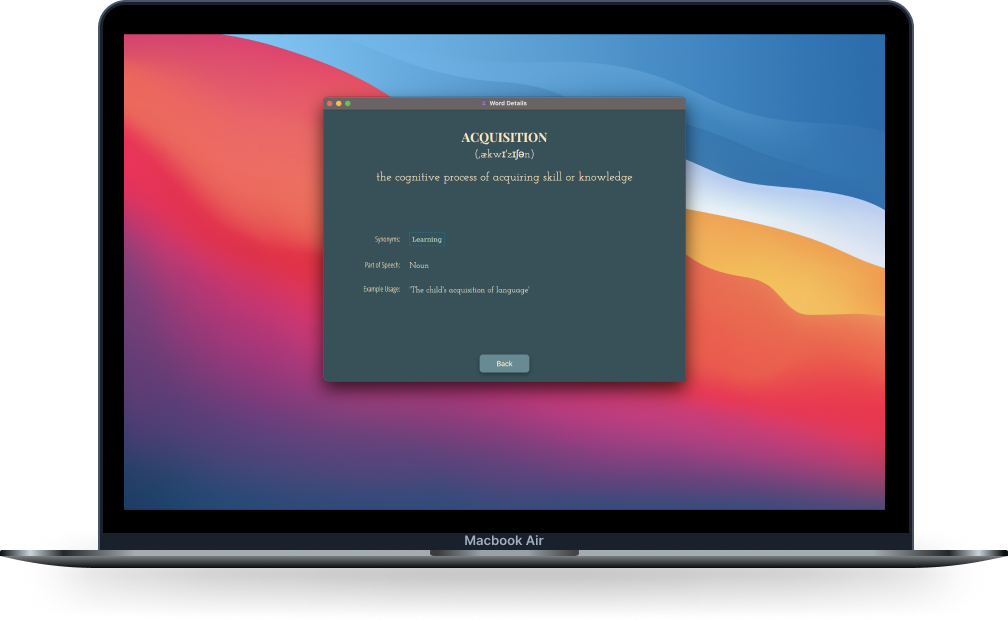 Word Details
ACQUISITION
(ˌækwɪˈzɪʃən)
the cognitive process of acquiring skill or knowledge
Synonyms: Learning
Part of Speech: Noun
Example Usage: 'The child's acquisition of language'
Back
Macbook Air